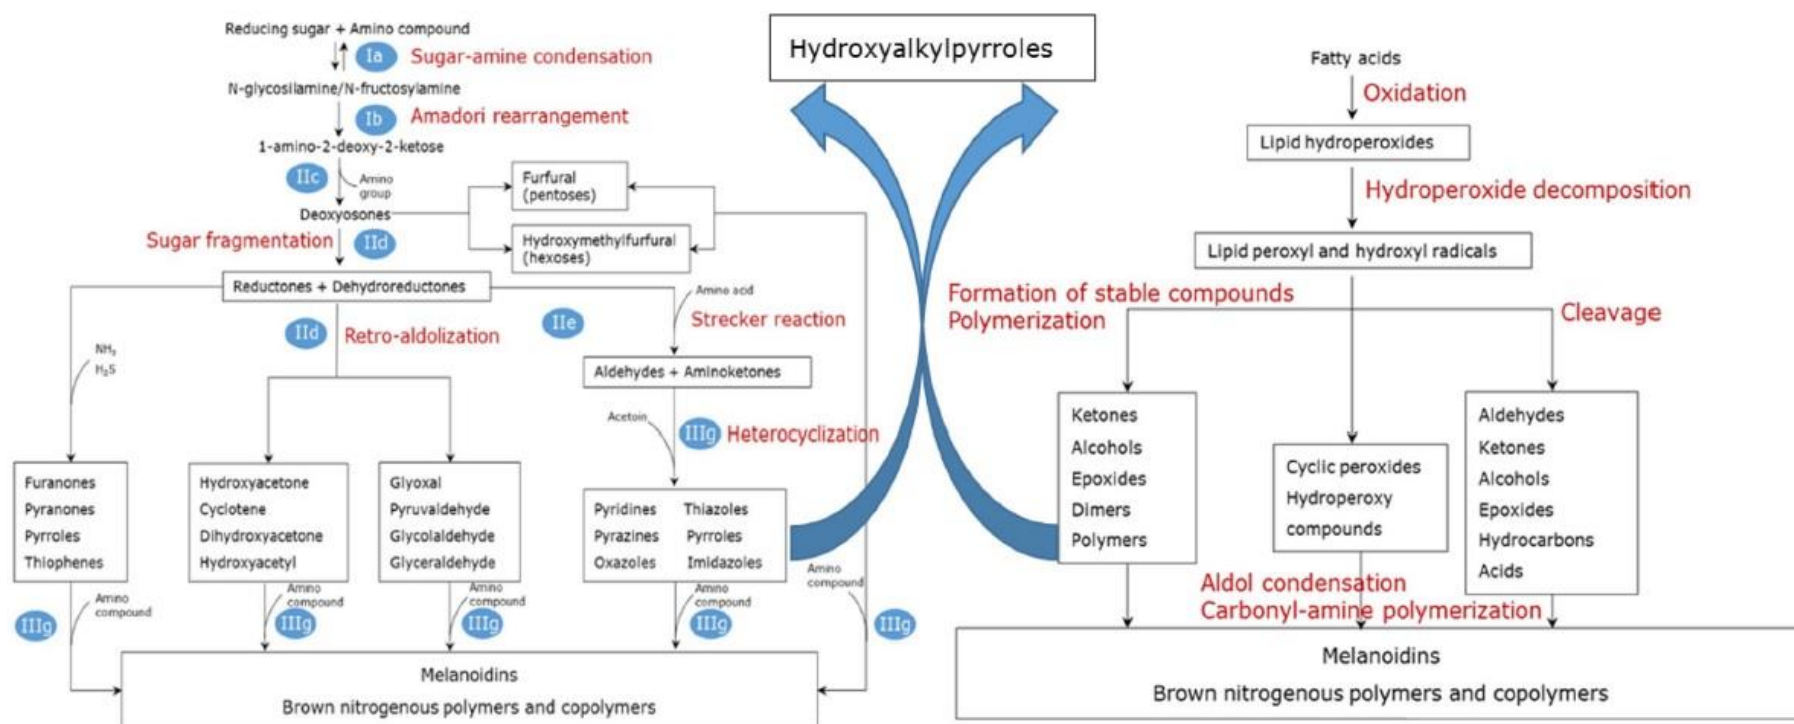 Reducing sugar + Amino compound
Ia
Sugar-amine condensation
N-glycosilamine/N-fructosylamine
Ib
Amadori rearrangement
1-amino-2-deoxy-2-ketose
IIc
Amino
group
Deoxyosones
Furfural
(pentoses)
Hydroxymethylfurfural
(hexoses)
Sugar fragmentation
IId
Reductones + Dehydroreductones
IId
Retro-aldolization
IIe
Amino acid
Strecker reaction
NH₃
H₂S
Aldehydes + Aminoketones
Acetoin
IIIg
Heterocyclization
Furanones
Pyranones
Pyrroles
Thiophenes
Hydroxyacetone
Cyclotene
Dihydroxyacetone
Hydroxyacetyl
Glyoxal
Pyruvaldehyde
Glycolaldehyde
Glyceraldehyde
Pyridines Thiazoles
Pyrazines Pyrroles
Oxazoles Imidazoles
Amino
compound
IIIg
Amino
compound
IIIg
Amino
compound
IIIg
Amino
compound
IIIg
Amino
compound
IIIg
Melanoidins
Brown nitrogenous polymers and copolymers
Hydroxyalkylpyrroles
Fatty acids
Oxidation
Lipid hydroperoxides
Hydroperoxide decomposition
Lipid peroxyl and hydroxyl radicals
Formation of stable compounds
Polymerization
Cleavage
Ketones
Alcohols
Epoxides
Dimers
Polymers
Cyclic peroxides
Hydroperoxy
compounds
Aldehydes
Ketones
Alcohols
Epoxides
Hydrocarbons
Acids
Aldol condensation
Carbonyl-amine polymerization
Melanoidins
Brown nitrogenous polymers and copolymers